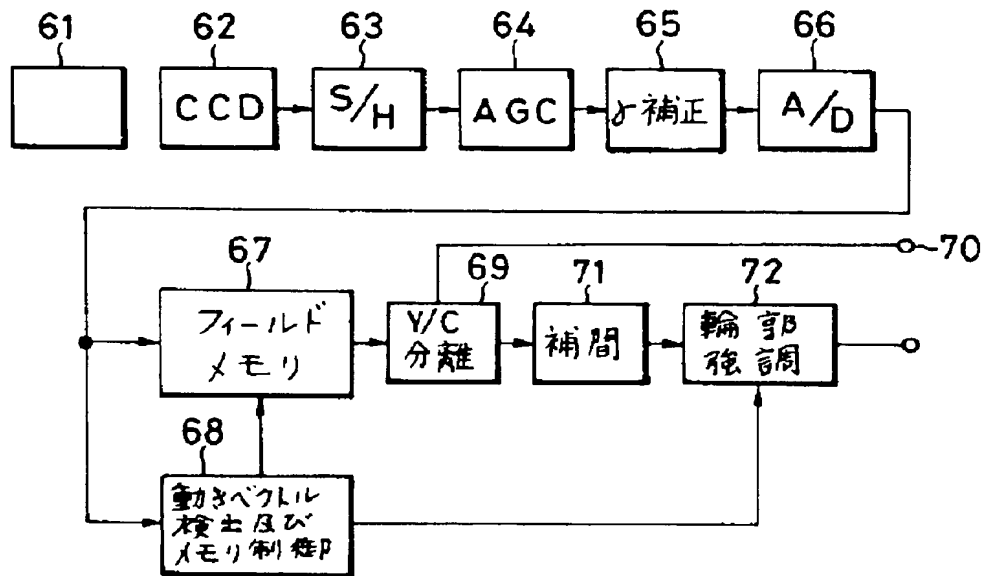 61
62
63
64
65
66
CCD
S/H
AGC
γ補正
A/D
67
69
71
72
70
フィールド
メモリ
Y/C
分離
補間
輪郭
強調
68
動きベクトル
検出及び
メモリ制御